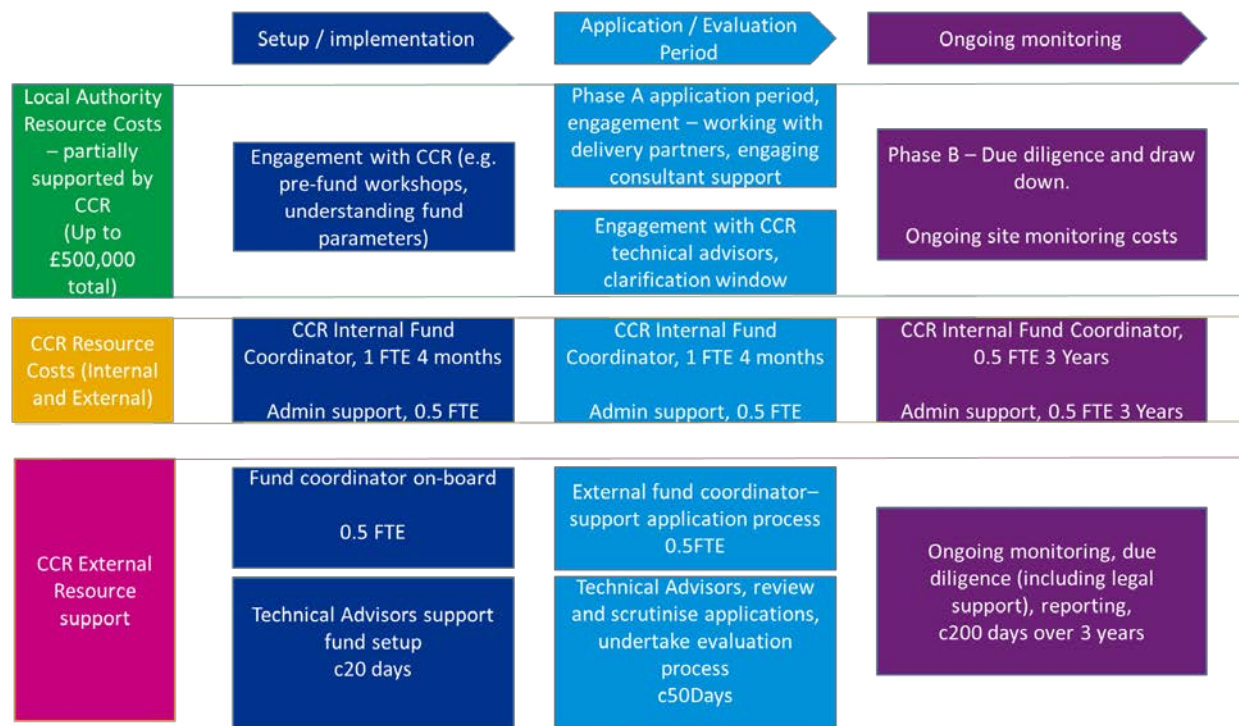 Setup / implementation
Application / Evaluation
Period
Ongoing monitoring
Local Authority
Resource Costs
– partially
supported by
CCR
(Up to
£500,000
total)
Engagement with CCR (e.g.
pre-fund workshops,
understanding fund
parameters)
Phase A application period,
engagement – working with
delivery partners, engaging
consultant support
Engagement with CCR
technical advisors,
clarification window
Phase B – Due diligence and draw
down.
Ongoing site monitoring costs
CCR Resource
Costs (Internal
and External)
CCR Internal Fund
Coordinator, 1 FTE 4 months
Admin support, 0.5 FTE
CCR Internal Fund
Coordinator, 1 FTE 4 months
Admin support, 0.5 FTE
CCR Internal Fund Coordinator,
0.5 FTE 3 Years
Admin support, 0.5 FTE 3 Years
CCR External
Resource
support
Fund coordinator on-board
0.5 FTE
Technical Advisors support
fund setup
c20 days
External fund coordinator–
support application process
0.5FTE
Technical Advisors, review
and scrutinise applications,
undertake evaluation
process
c50Days
Ongoing monitoring, due
diligence (including legal
support), reporting,
c200 days over 3 years